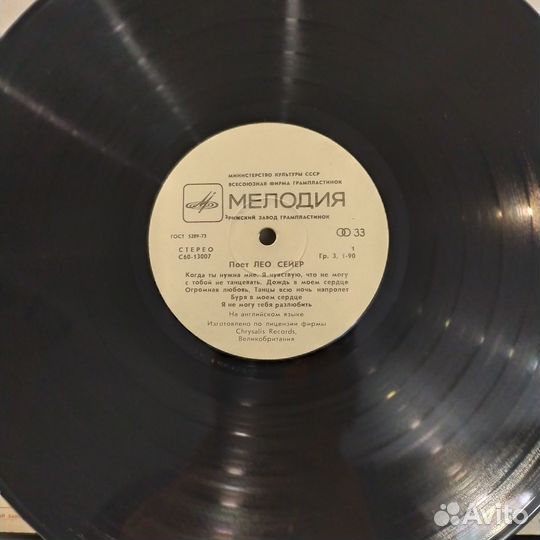 МИНИСТЕРСТВО КУЛЬТУРЫ СССР
ВСЕСОЮЗНАЯ ФИРМА ГРАМПЛАСТИНОК
МЕЛОДИЯ
РИЖСКИЙ ЗАВОД ГРАМПЛАСТИНОК
ГОСТ 5289-73
33
СТЕРЕО
С60-13007
1
Гр. 3. 1-90
Поет ЛЕО СЕЙЕР
Когда ты нужна мне. Я чувствую, что не могу
с тобой не танцевать. Дождь в моем сердце
Огромная любовь, Танцы всю ночь напролет
Буря в моем сердце
Я не могу тебя разлюбить
На английском языке
Изготовлено по лицензии фирмы
Chrysalis Records,
Великобритания
Avito